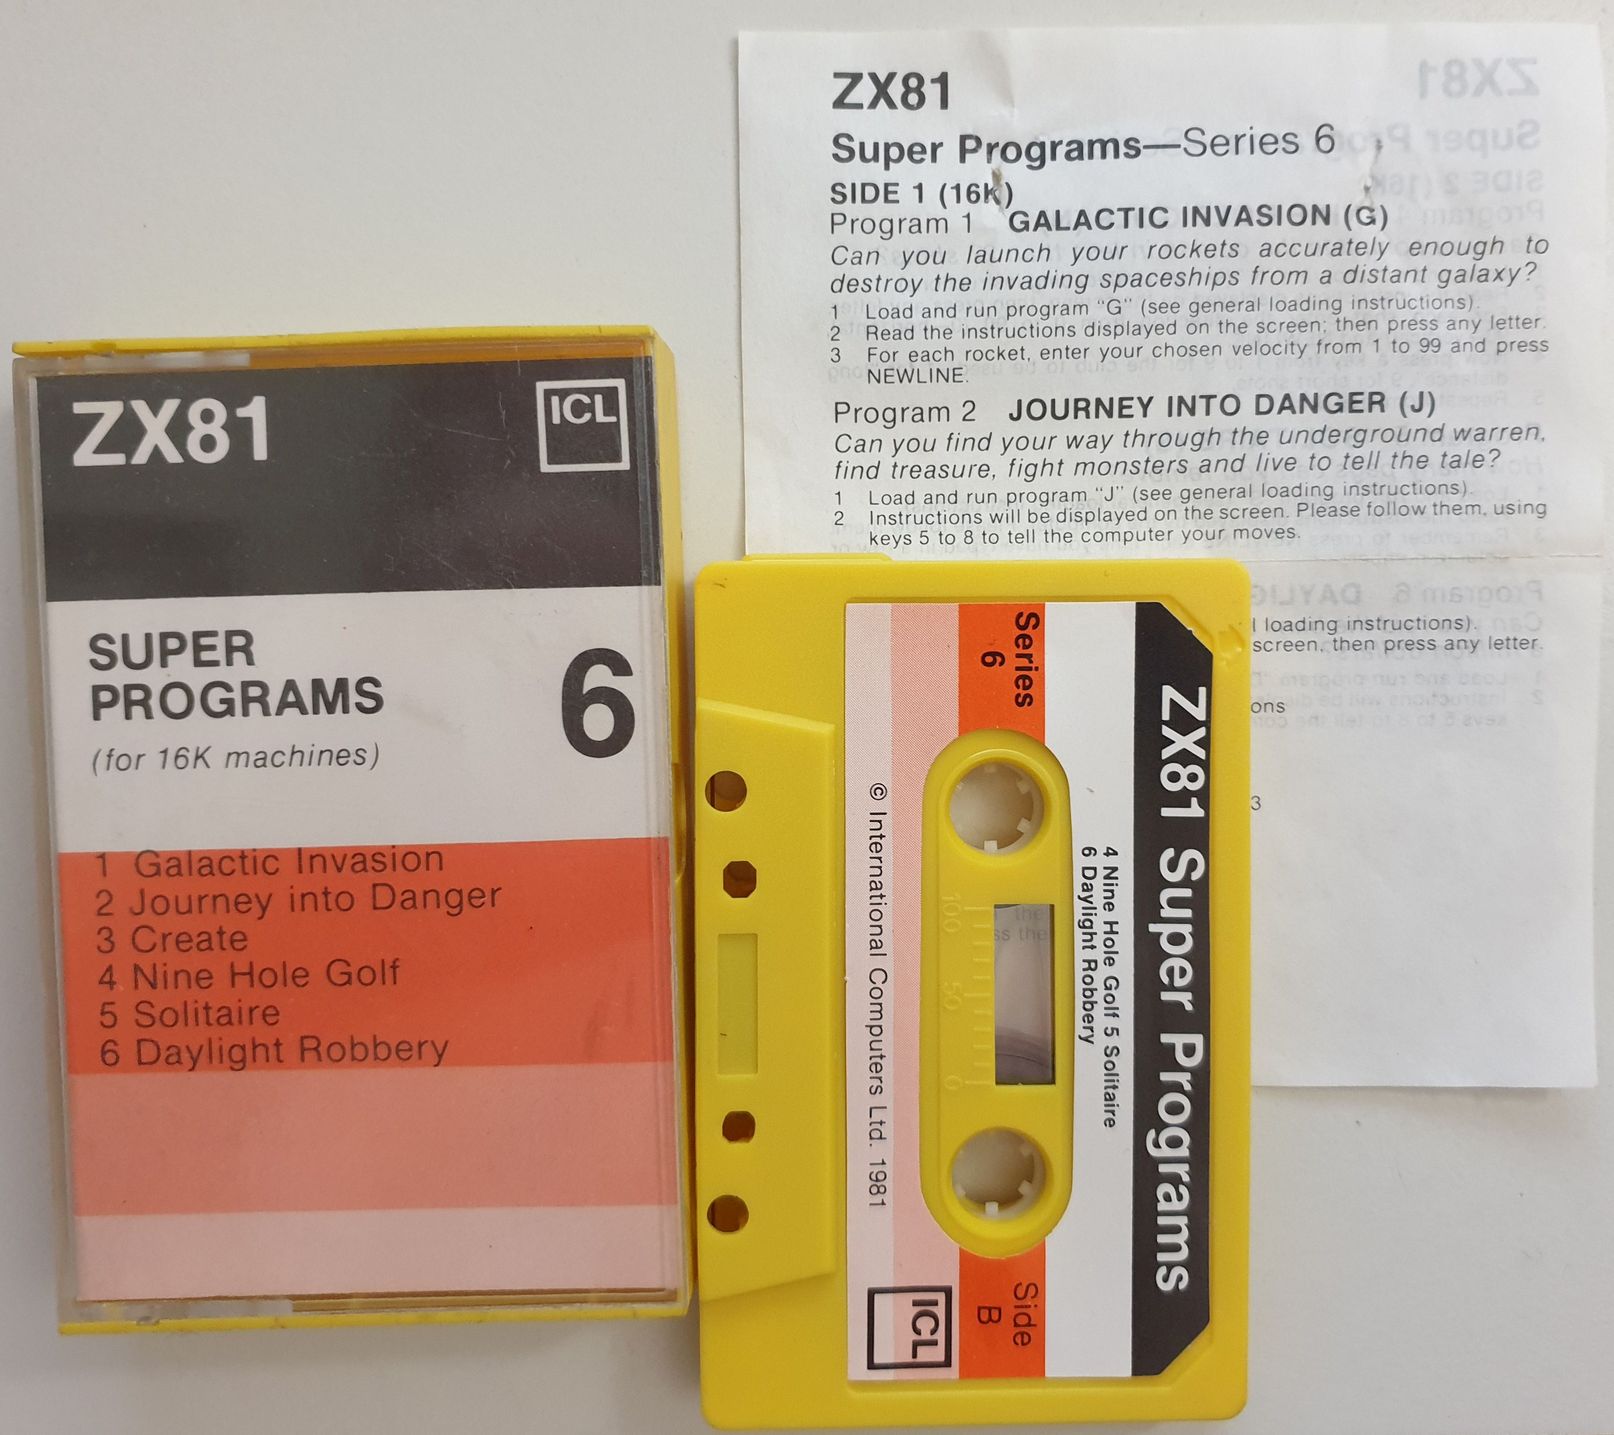 ZX81
ICL
SUPER
PROGRAMS
6
(for 16K machines)
1 Galactic Invasion
2 Journey into Danger
3 Create
4 Nine Hole Golf
5 Solitaire
6 Daylight Robbery
ZX81
Super Programs—Series 6
SIDE 1 (16K)
Program 1 GALACTIC INVASION (G)
Can you launch your rockets accurately enough to
destroy the invading spaceships from a distant galaxy?
1 Load and run program "G" (see general loading instructions).
2 Read the instructions displayed on the screen; then press any letter.
3 For each rocket, enter your chosen velocity from 1 to 99 and press
NEWLINE.
Program 2 JOURNEY INTO DANGER (J)
Can you find your way through the underground warren,
find treasure, fight monsters and live to tell the tale?
1 Load and run program "J" (see general loading instructions).
2 Instructions will be displayed on the screen. Please follow them, using
keys 5 to 8 to tell the computer your moves.
loading instructions).
screen, then press any letter.
ons
3
ZX81 Super Programs
4 Nine Hole Golf 5 Solitaire
6 Daylight Robbery
Series
6
Side
B
100 50 0
© International Computers Ltd. 1981
ICL